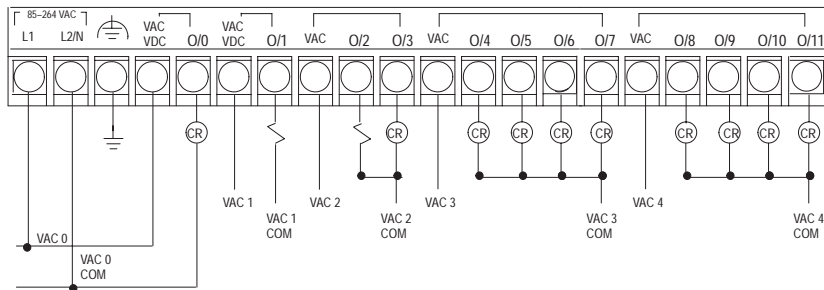 85–264 VAC
L1 L2/N VAC VDC O/0 VAC VDC O/1 VAC O/2 O/3 VAC O/4 O/5 O/6 O/7 VAC O/8 O/9 O/10 O/11
CR CR CR CR CR CR CR CR CR CR
VAC 1 VAC 2 VAC 3 VAC 4
VAC 1 COM VAC 2 COM VAC 3 COM VAC 4 COM
VAC 0
VAC 0 COM